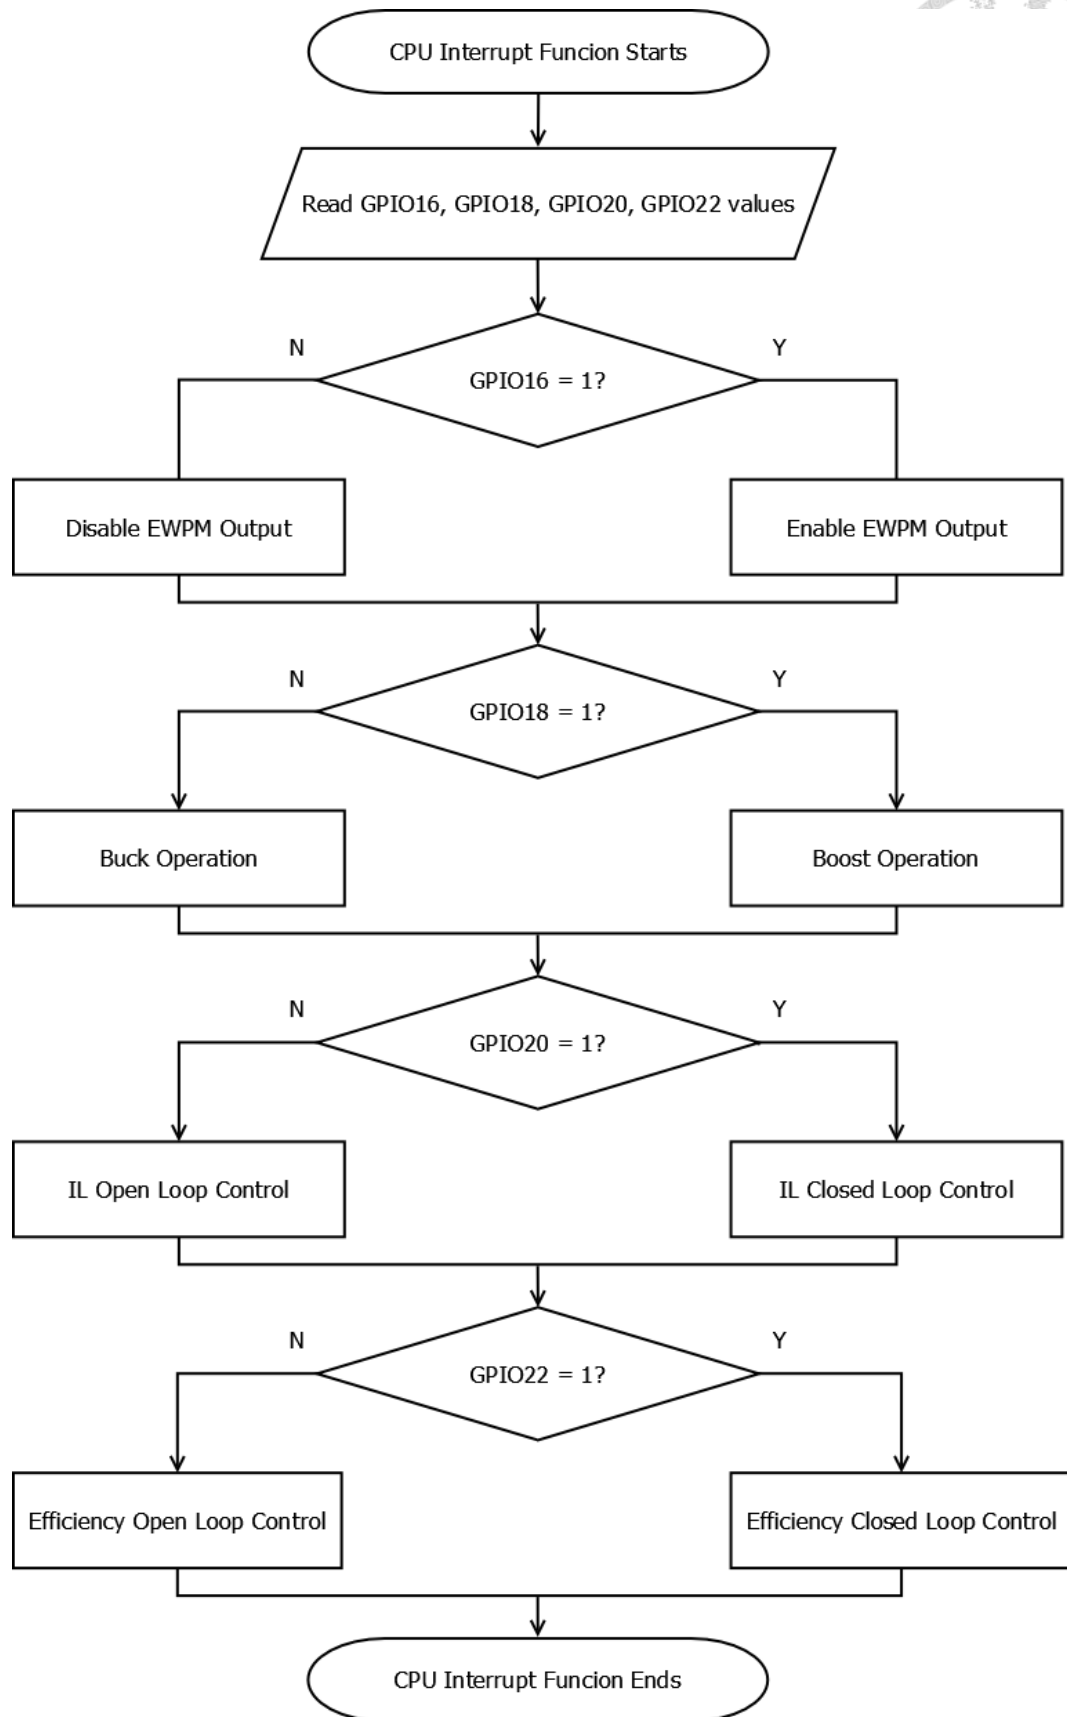 CPU Interrupt Funcion Starts
Read GPIO16, GPIO18, GPIO20, GPIO22 values
N
Y
GPIO16 = 1?
Disable EWPM Output
Enable EWPM Output
N
Y
GPIO18 = 1?
Buck Operation
Boost Operation
N
Y
GPIO20 = 1?
IL Open Loop Control
IL Closed Loop Control
N
Y
GPIO22 = 1?
Efficiency Open Loop Control
Efficiency Closed Loop Control
CPU Interrupt Funcion Ends